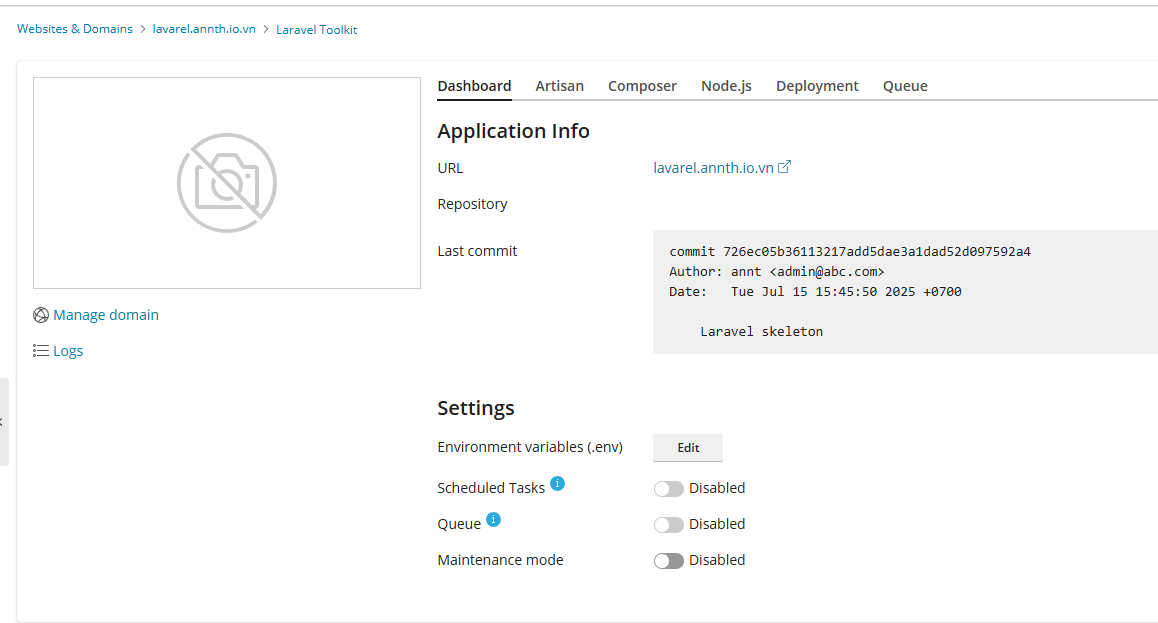 Websites & Domains > lavarel.annth.io.vn > Laravel Toolkit
Dashboard Artisan Composer Node.js Deployment Queue
Application Info
URL lavarel.annth.io.vn
Repository
Last commit
commit 726ec05b36113217add5dae3a1dad52d097592a4
Author: annt <admin@abc.com>
Date:   Tue Jul 15 15:45:50 2025 +0700
Laravel skeleton
Manage domain
Logs
Settings
Environment variables (.env) Edit
Scheduled Tasks i Disabled
Queue i Disabled
Maintenance mode Disabled